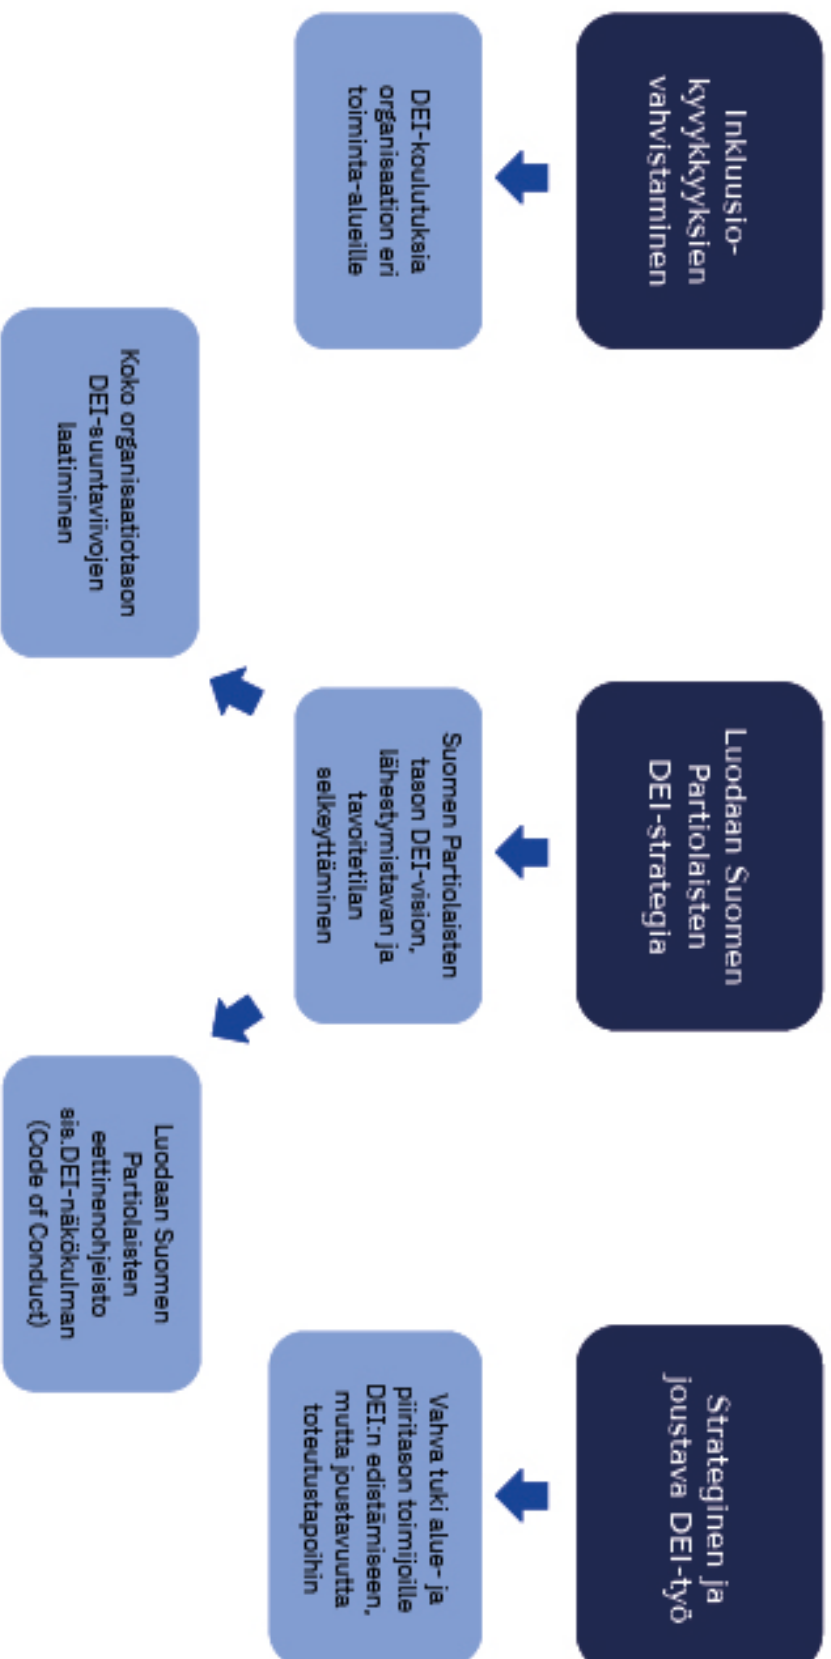 Inkluusio-
kyvykkyyksien
vahvistaminen
Luodaan Suomen
Partiolaisten
DEI-strategia
Strateginen ja
joustava DEI-työ
DEI-koulutuksia
organisaation eri
toiminta-alueille
Suomen Partiolaisten
tason DEI-vision,
lähestymistavan ja
tavoitetilan
selkeyttäminen
Vahva tuki alue- ja
piiritason toimijoille
DEI:n edistämiseen,
mutta joustavuutta
toteutustapoihin
Koko organisaatiotason
DEI-suuntaviivojen
laatiminen
Luodaan Suomen
Partiolaisten
eettinenohjeisto
sis.DEI-näkökulman
(Code of Conduct)